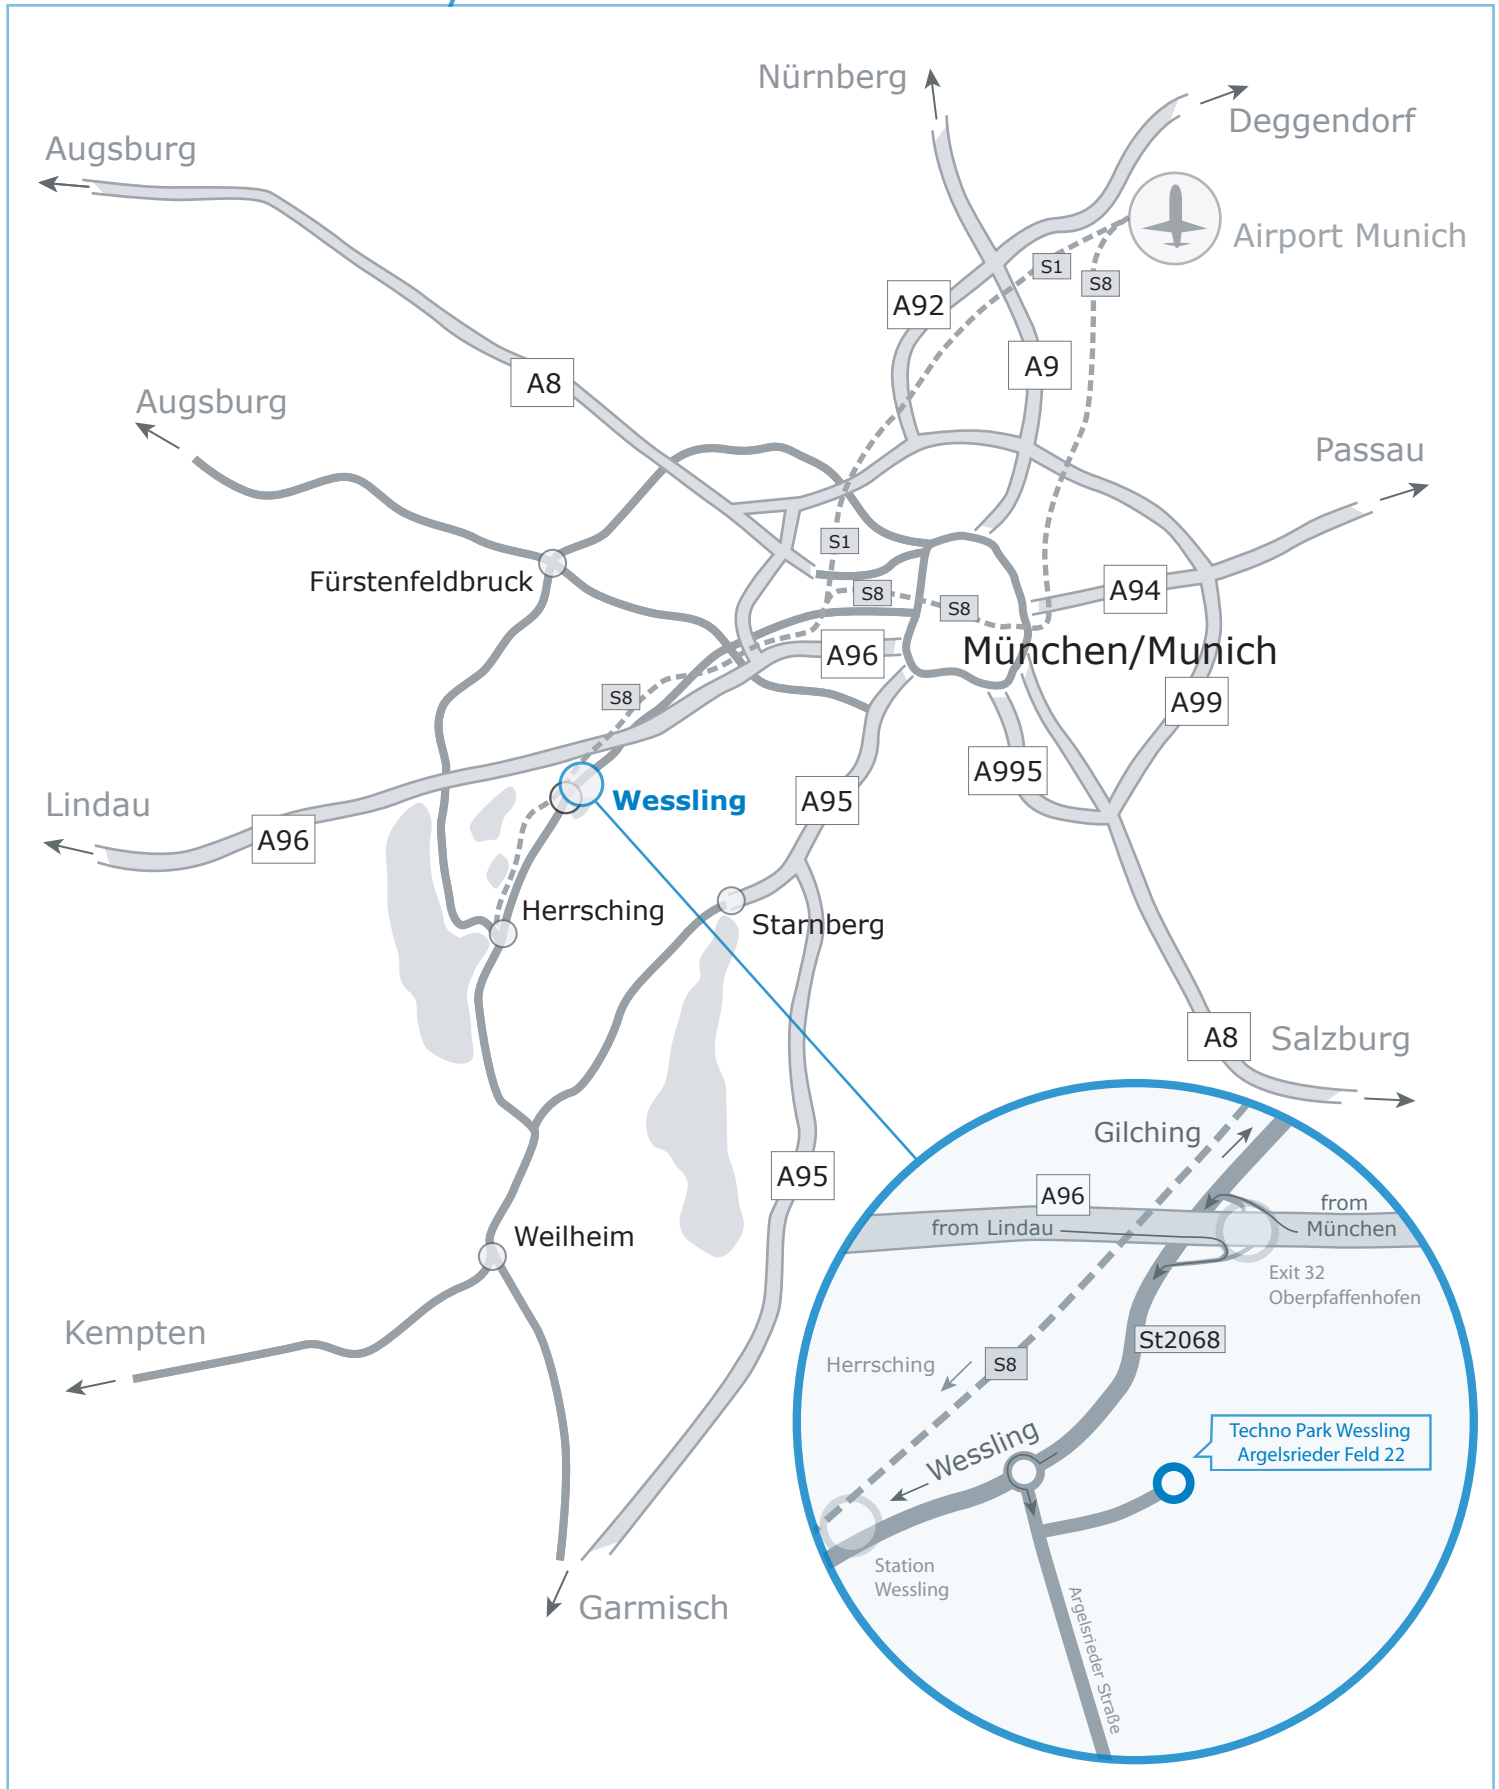 Nürnberg
Deggendorf
Augsburg
Airport Munich
S1
S8
A92
A9
A8
Augsburg
Passau
S1
Fürstenfeldbruck
S8
S8
A94
A96
München/Munich
S8
A99
A995
Wessling
A95
Lindau
A96
Herrsching
Starnberg
A8
Salzburg
A95
Weilheim
Kempten
Garmisch
Gilching
A96
from
München
from Lindau
Exit 32
Oberpfaffenhofen
St2068
Herrsching
S8
Wessling
Techno Park Wessling
Argelsrieder Feld 22
Station
Wessling
Argelsrieder Straße